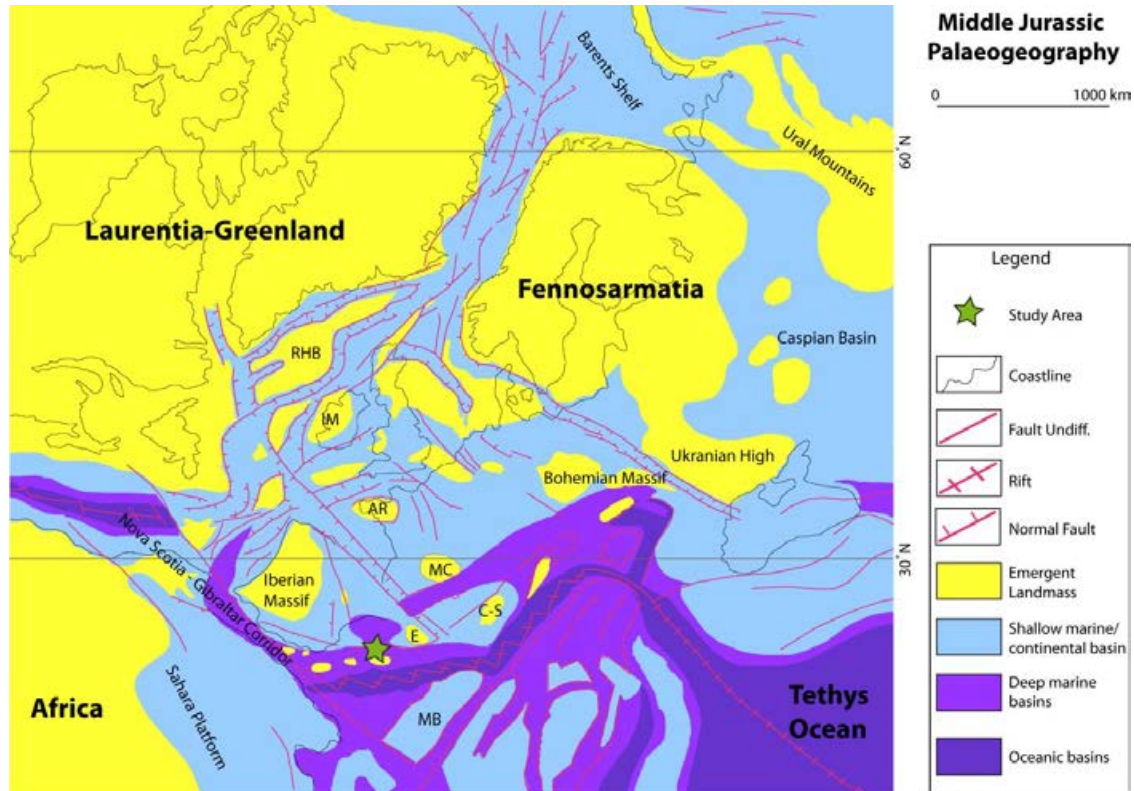 Middle Jurassic
Palaeogeography
0 1000 km
Barents Shelf
Ural Mountains
60°N
Laurentia-Greenland
Fennosarmatia
Caspian Basin
RHB
IM
Ukranian High
Bohemian Massif
AR
Nova Scotia - Gibraltar Corridor
30°N
MC
Iberian
Massif
C-S
E
Sahara Platform
Africa
MB
Tethys
Ocean
Legend
Study Area
Coastline
Fault Undiff.
Rift
Normal Fault
Emergent
Landmass
Shallow marine/
continental basin
Deep marine
basins
Oceanic basins